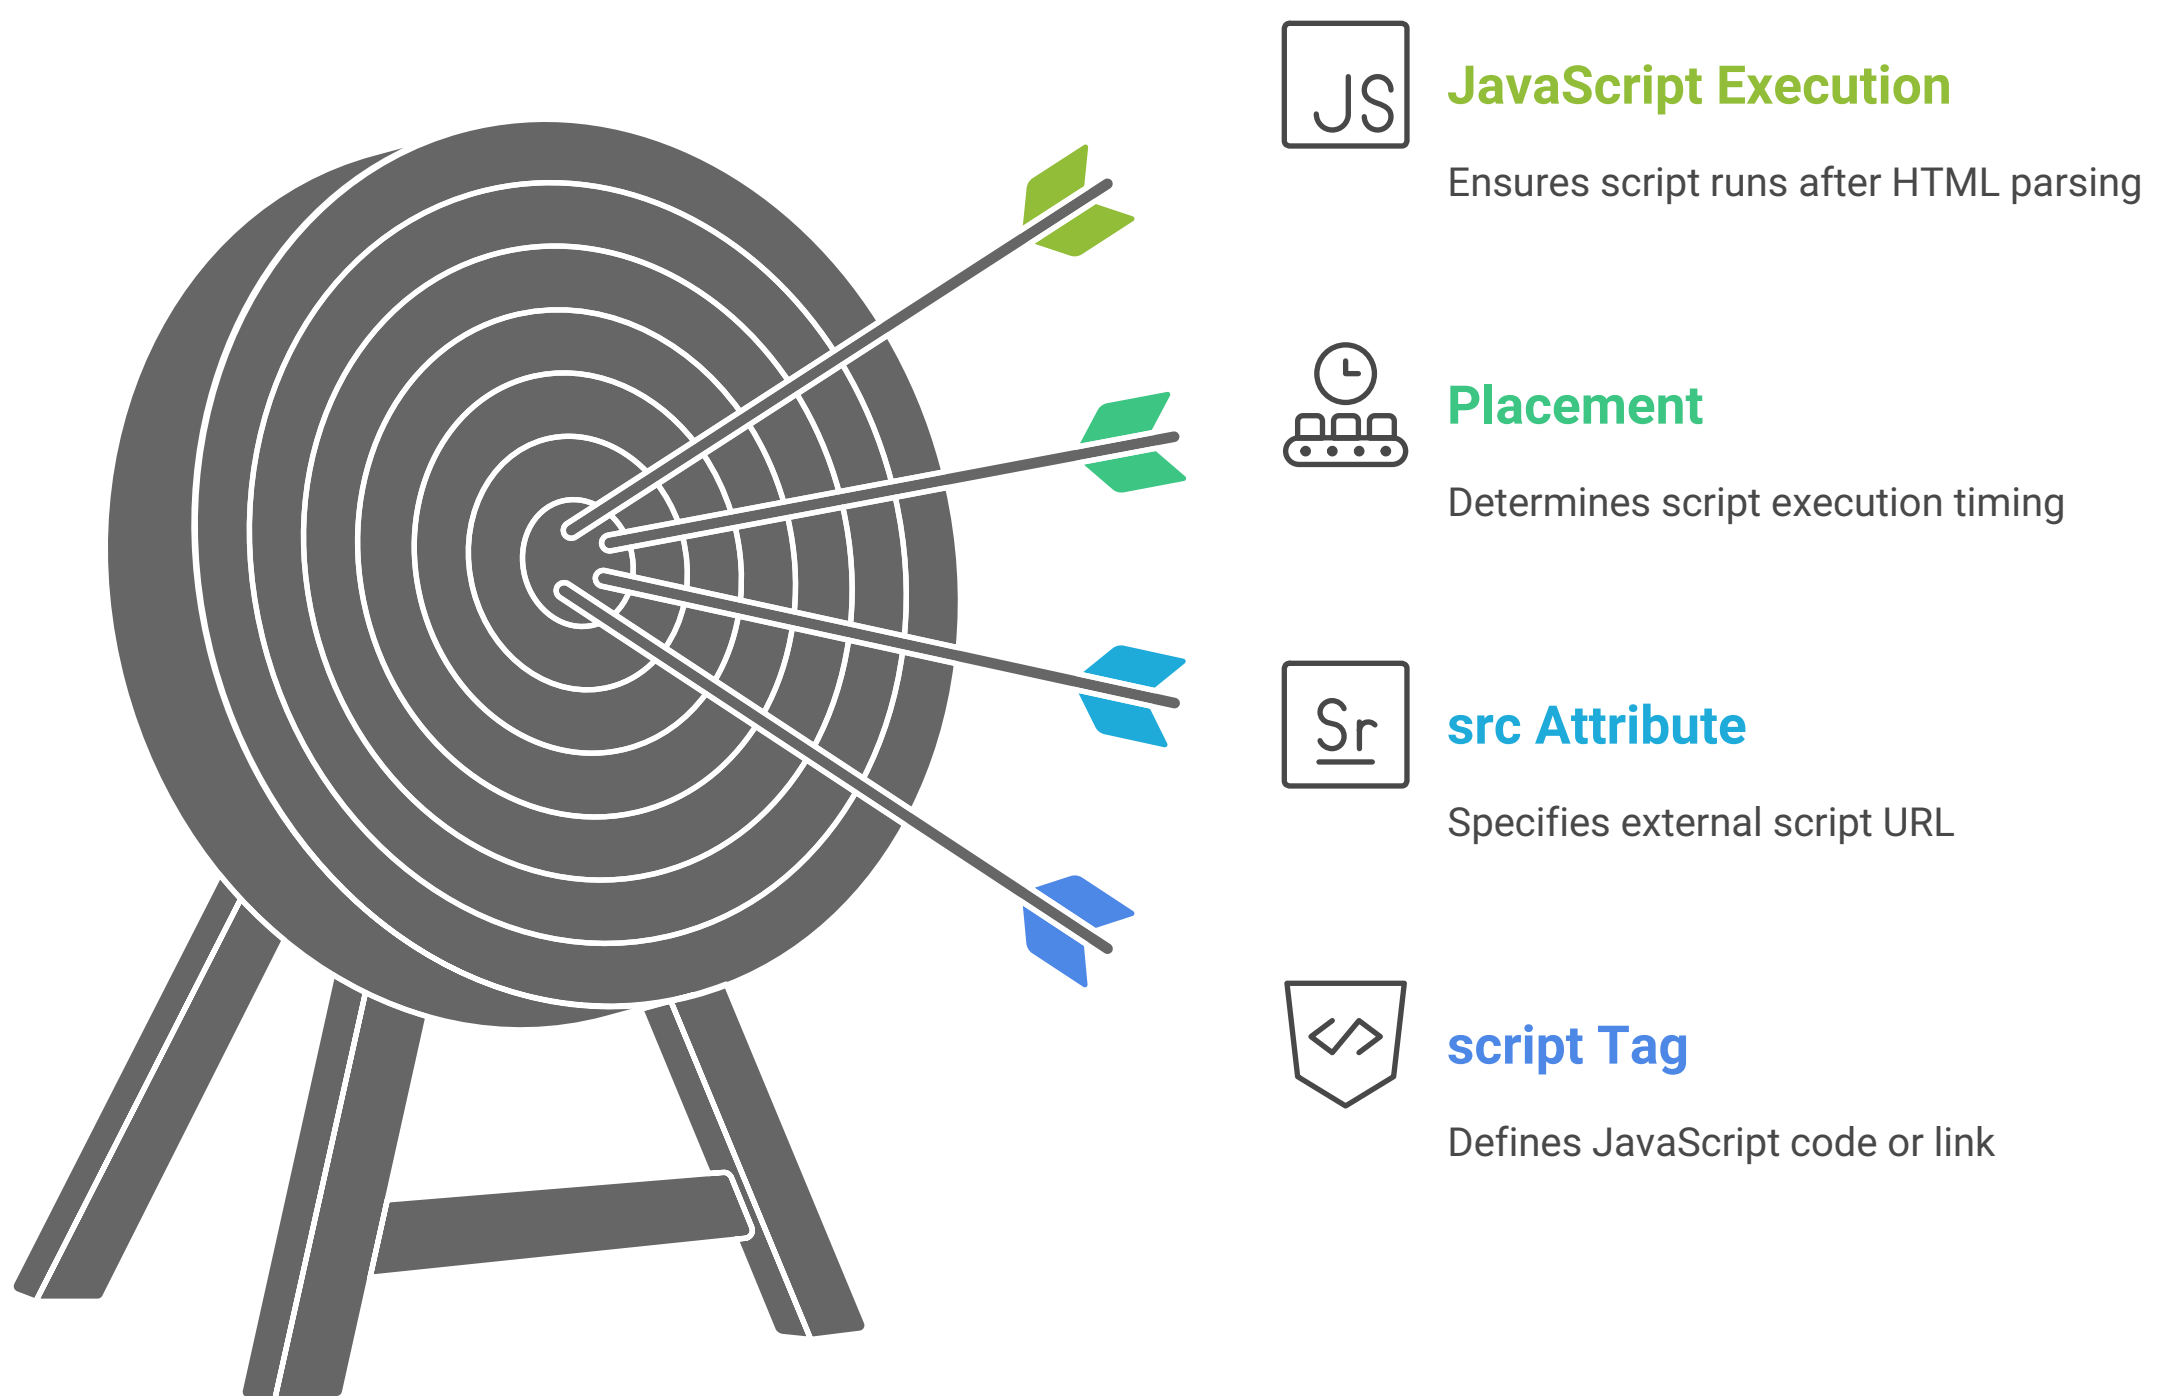 JS
JavaScript Execution
Ensures script runs after HTML parsing
Placement
Determines script execution timing
Sr
src Attribute
Specifies external script URL
</>
script Tag
Defines JavaScript code or link